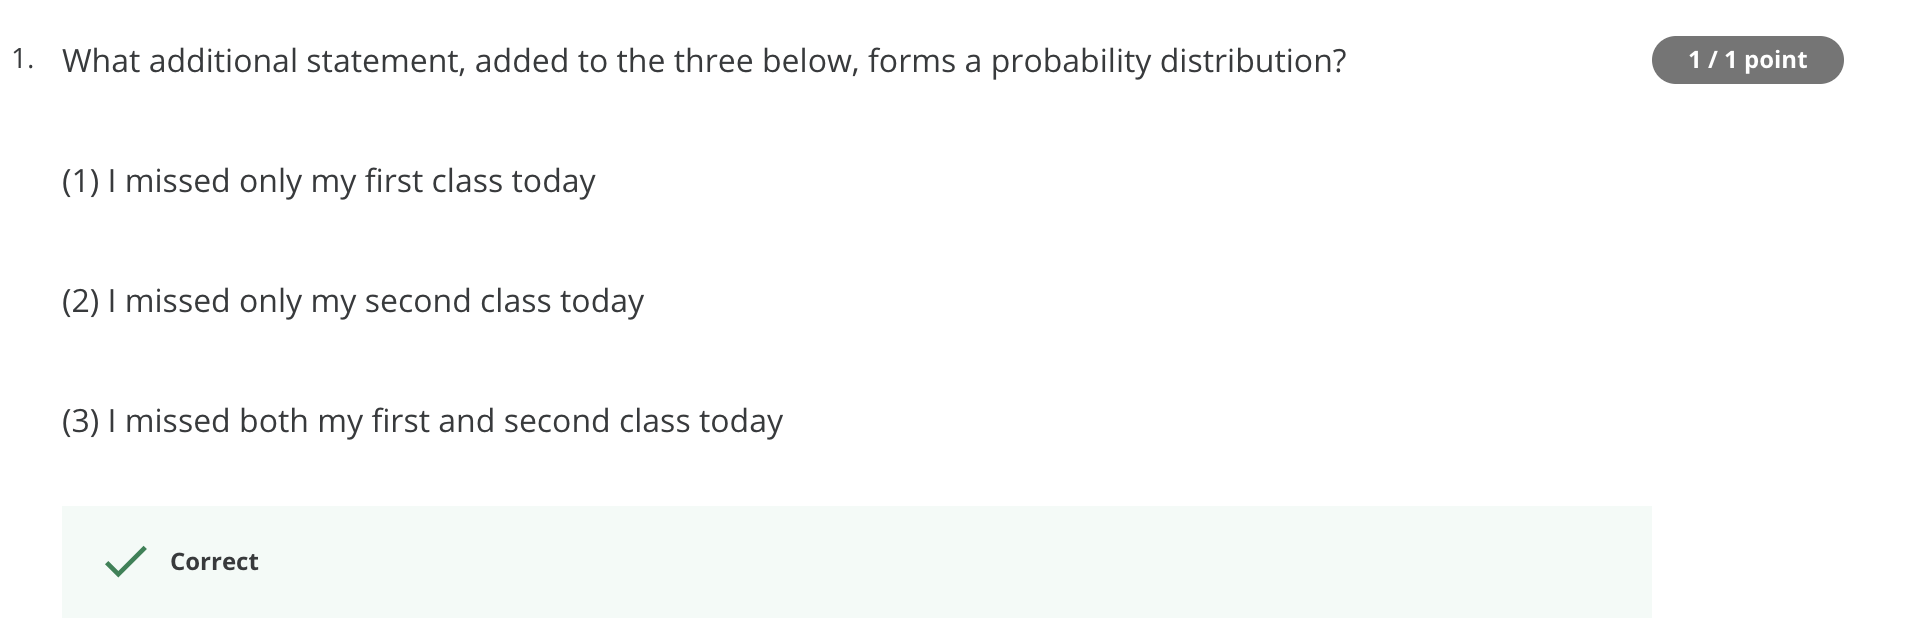 1. What additional statement, added to the three below, forms a probability distribution?
1 / 1 point
(1) I missed only my first class today
(2) I missed only my second class today
(3) I missed both my first and second class today
Correct